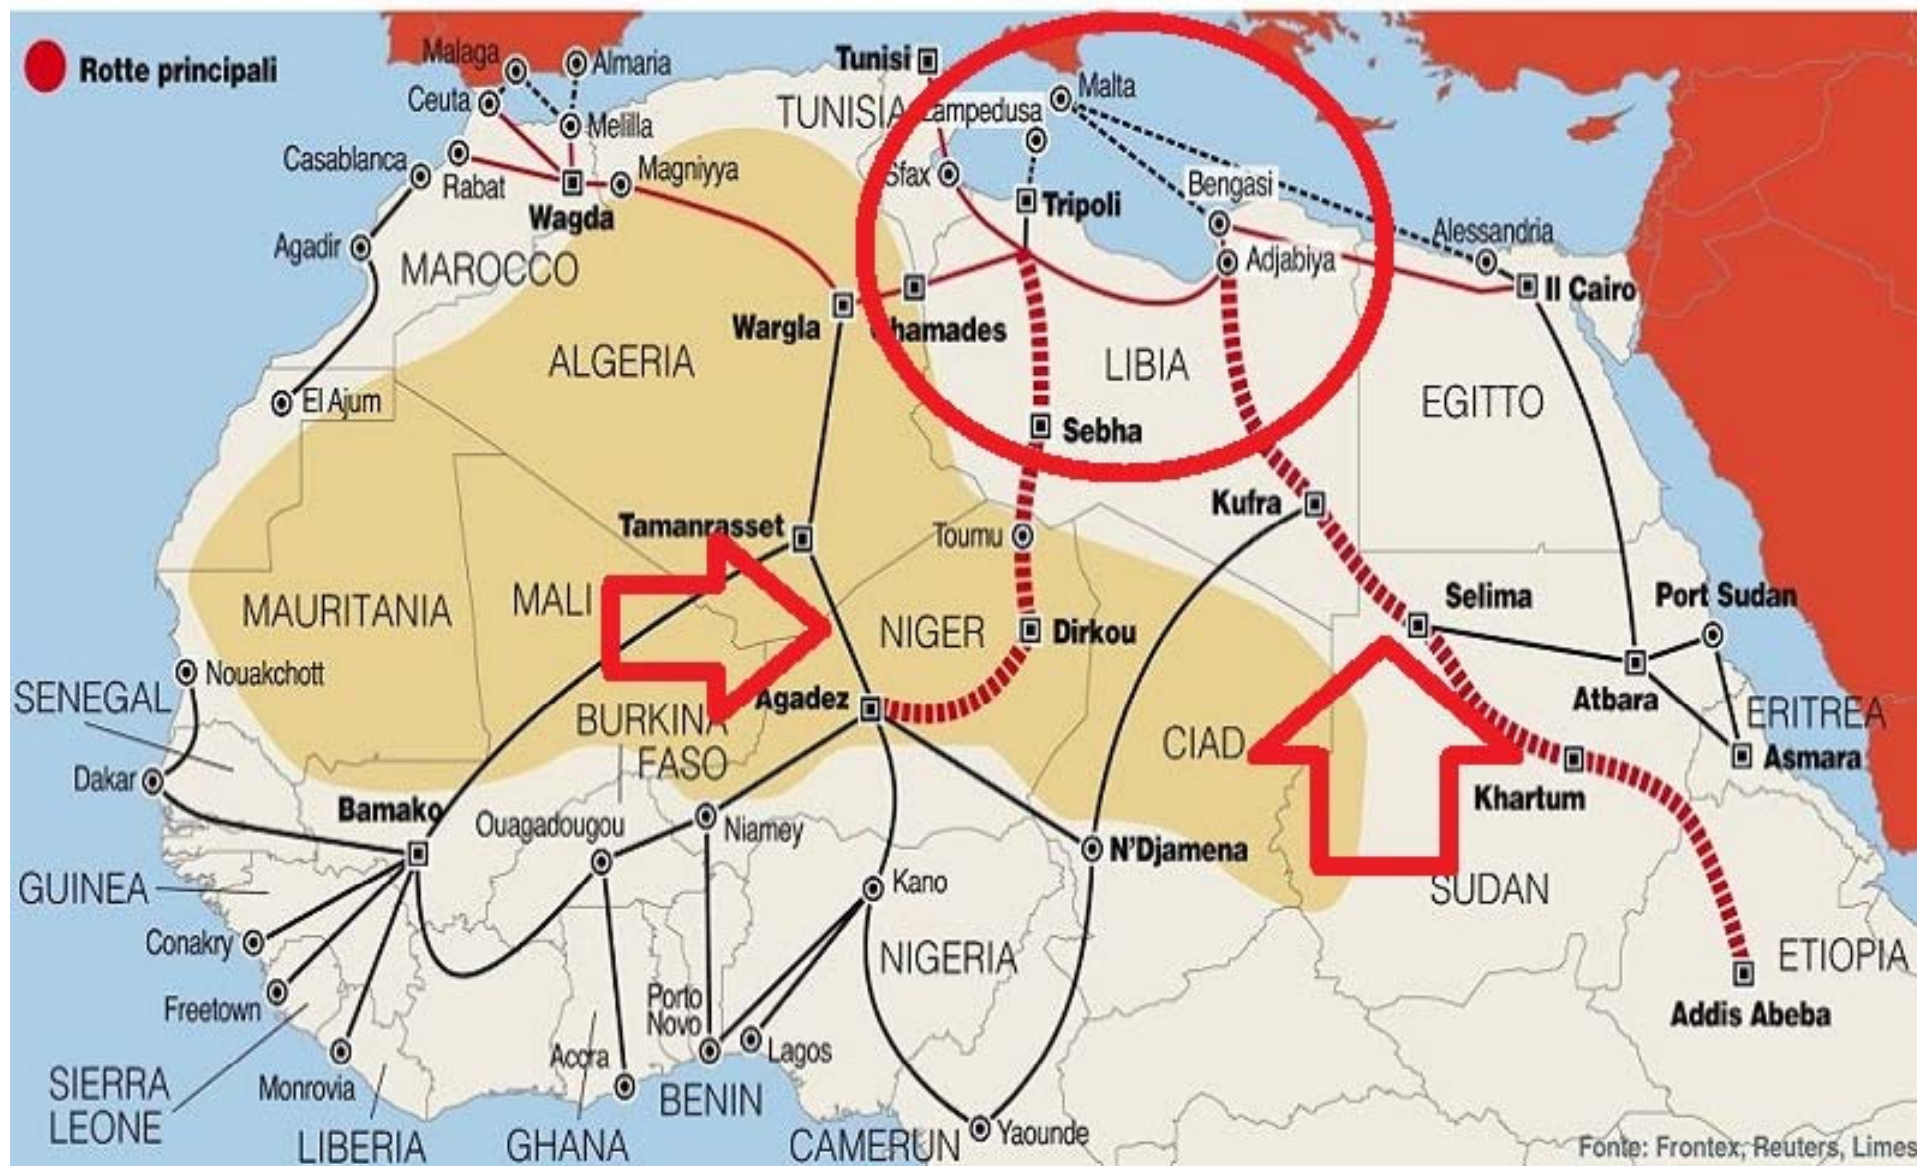 Rotte principali
Malaga
Almaria
Tunisi
Ceuta
Melilla
TUNISIA
Lampedusa
Malta
Casablanca
Rabat
Magniyya
Sfax
Bengasi
Wagda
Tripoli
Agadir
MAROCCO
Alessandria
Adjabiya
Il Cairo
Wargla
Ghamades
ALGERIA
LIBIA
EGITTO
El Ajum
Sebha
Kufra
Tamanrasset
Toumu
MAURITANIA
MALI
NIGER
Dirkou
Selima
Port Sudan
Nouakchott
SENEGAL
Agadez
Atbara
ERITREA
BURKINA
FASO
CIAD
Asmara
Dakar
Bamako
Ouagadougou
Niamey
Khartum
N'Djamena
GUINEA
Kano
SUDAN
Conakry
NIGERIA
ETIOPIA
Freetown
Porto
Novo
Addis Abeba
Accra
Lagos
SIERRA
LEONE
Monrovia
BENIN
LIBERIA
GHANA
CAMERUN
Yaounde
Fonte: Frontex, Reuters, Limes